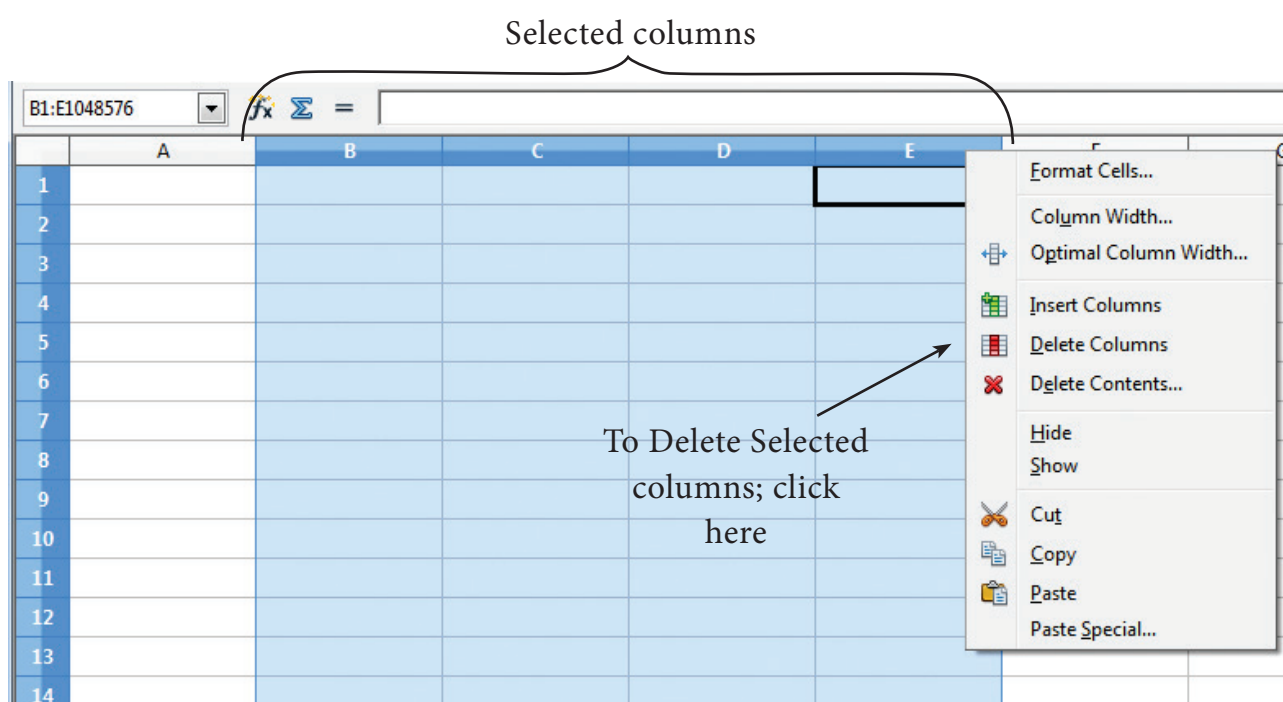 Selected columns
B1:E1048576 fx Σ =
A B C D E F G
1
2
3
4
5
6
7
8
9
10
11
12
13
14
Format Cells...
Column Width...
Optimal Column Width...
Insert Columns
Delete Columns
Delete Contents...
Hide
Show
Cut
Copy
Paste
Paste Special...
To Delete Selected
columns; click
here